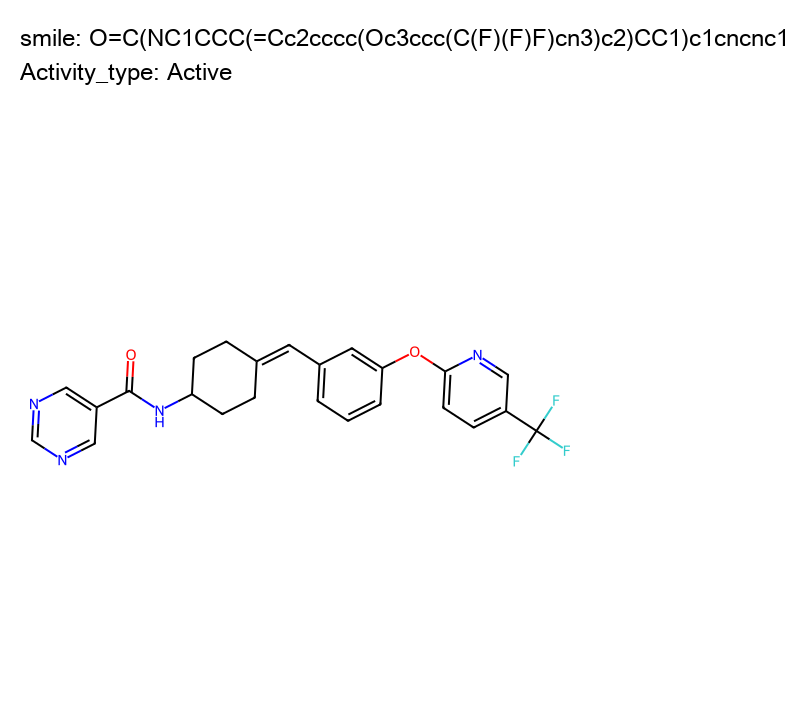 smile: O=C(NC1CCC(=Cc2cccc(Oc3ccc(C(F)(F)F)cn3)c2)CC1)c1cncnc1
Activity_type: Active
O
N
H
N
N
O
N
F
F
F